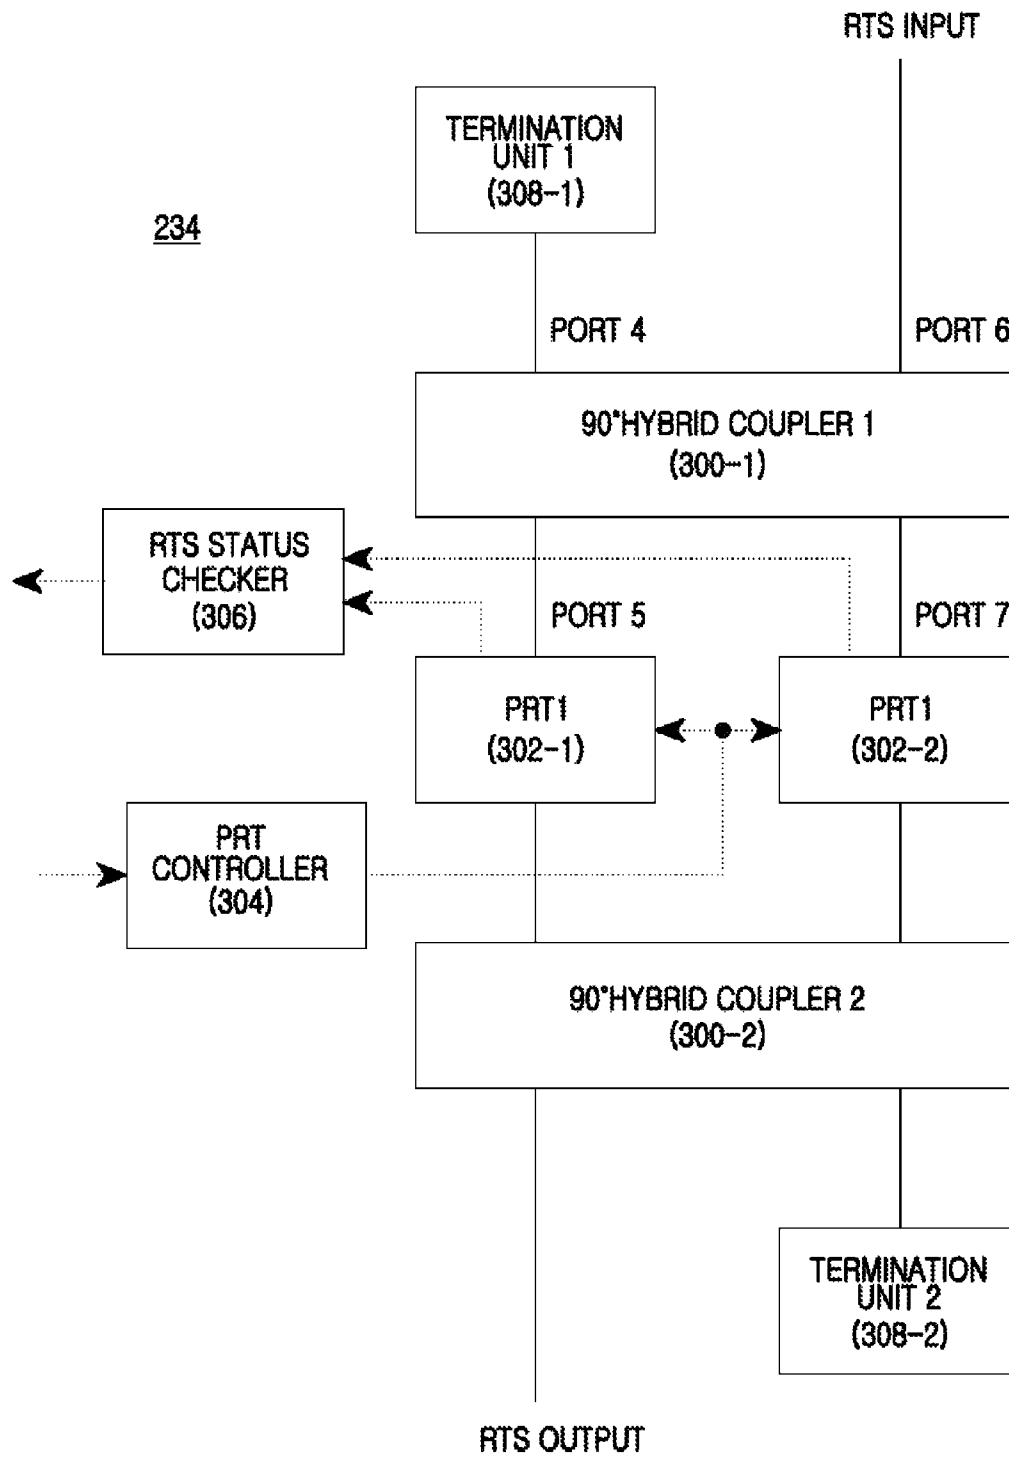 RTS INPUT
TERMINATION
UNIT 1
(308-1)
234
PORT 4
PORT 6
90°HYBRID COUPLER 1
(300-1)
RTS STATUS
CHECKER
(306)
PORT 5
PORT 7
PRT1
(302-1)
PRT1
(302-2)
PRT
CONTROLLER
(304)
90°HYBRID COUPLER 2
(300-2)
TERMINATION
UNIT 2
(308-2)
RTS OUTPUT